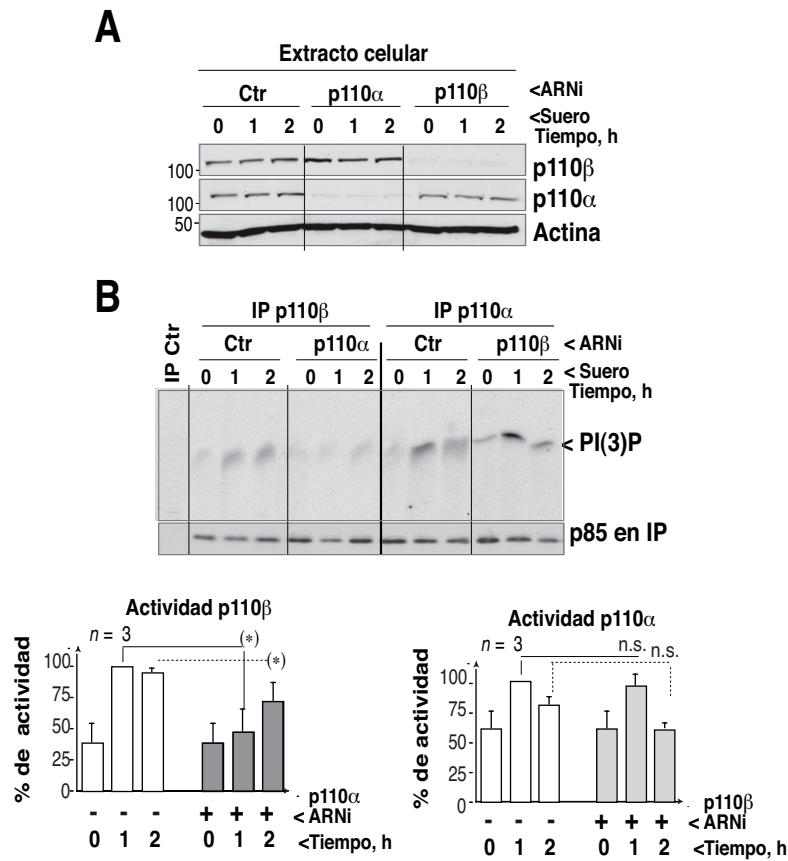 A
Extracto celular
Ctr p110α p110β <ARNi
0 1 2 0 1 2 0 1 2 <Suero
Tiempo, h
100 p110β
100 p110α
50 Actina
B
IP p110β IP p110α
IP Ctr
Ctr p110α Ctr p110β < ARNi
0 1 2 0 1 2 0 1 2 0 1 2 < Suero
Tiempo, h
< PI(3)P
p85 en IP
Actividad p110β
n = 3 (*)
(*)
% de actividad
100
75
50
25
0
p110α
- - - + + + < ARNi
0 1 2 0 1 2 <Tiempo, h
Actividad p110α
n = 3 n.s. n.s.
% de actividad
100
75
50
25
0
p110β
- - - + + + < ARNi
0 1 2 0 1 2 <Tiempo, h